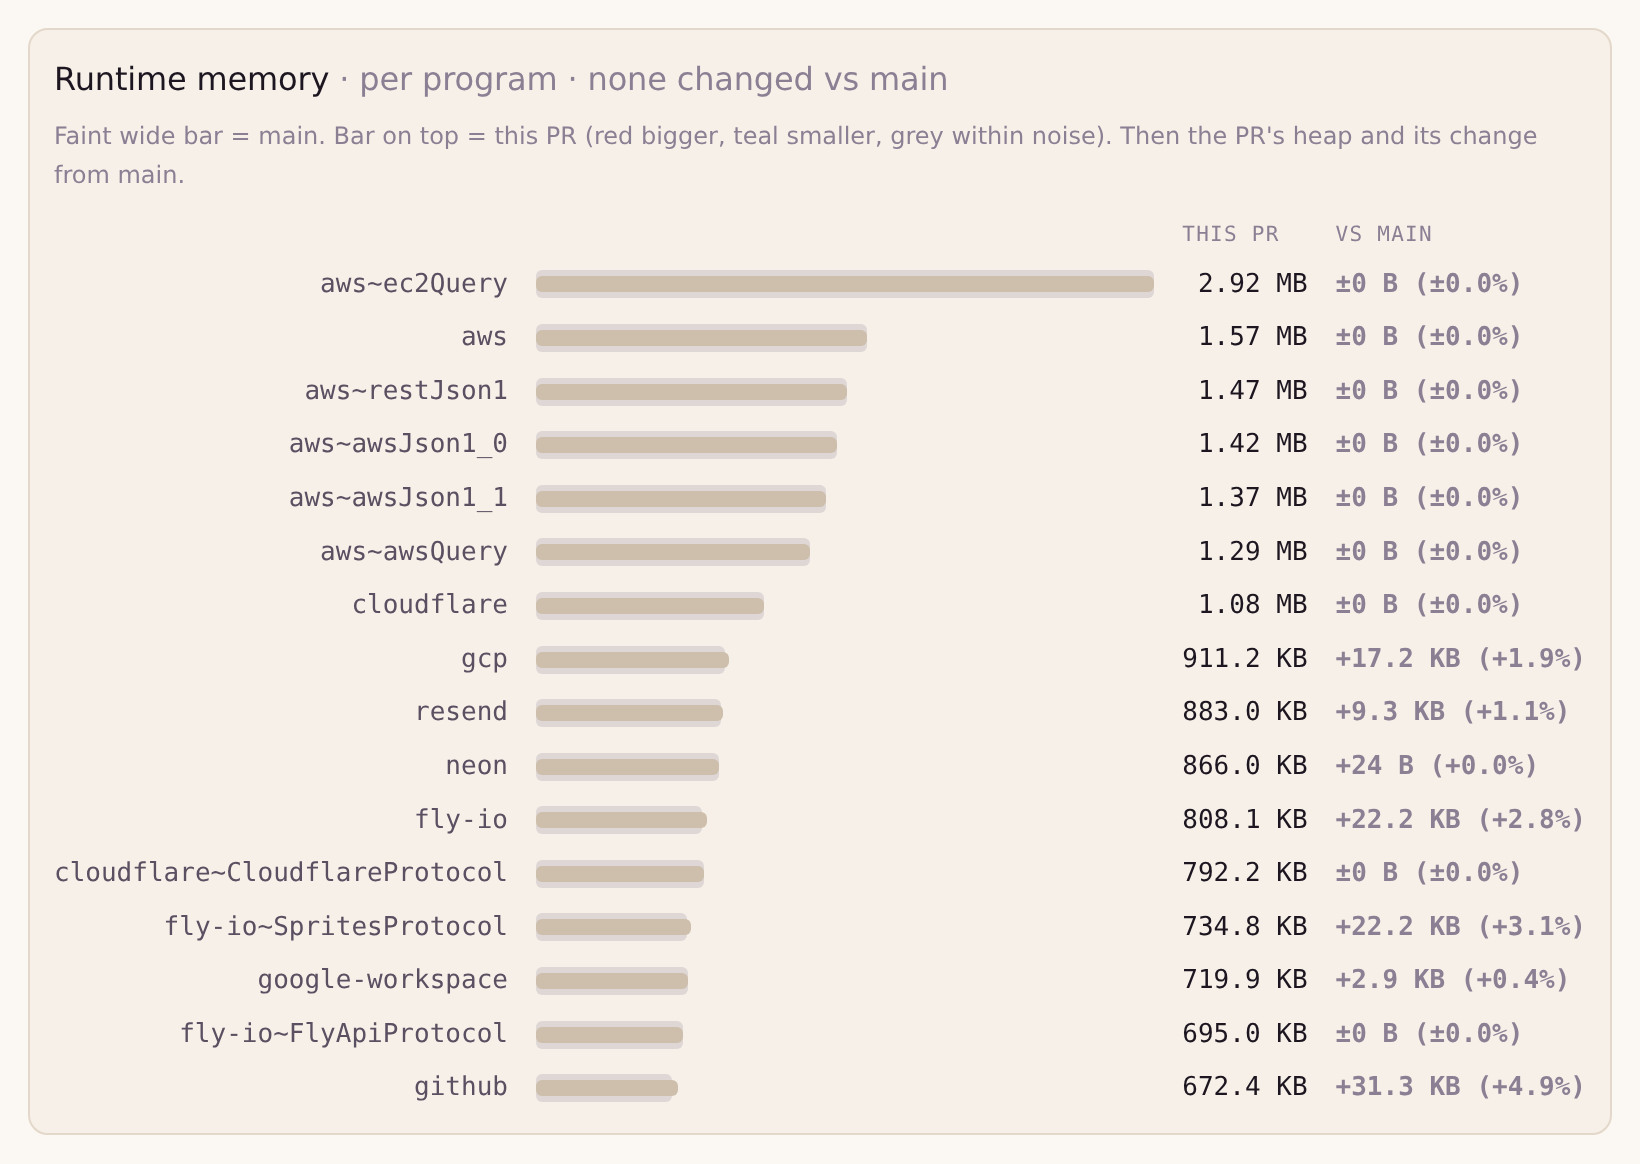 Runtime memory · per program · none changed vs main
Faint wide bar = main. Bar on top = this PR (red bigger, teal smaller, grey within noise). Then the PR's heap and its change
from main.
THIS PR VS MAIN
aws~ec2Query 2.92 MB ±0 B (±0.0%)
aws 1.57 MB ±0 B (±0.0%)
aws~restJson1 1.47 MB ±0 B (±0.0%)
aws~awsJson1_0 1.42 MB ±0 B (±0.0%)
aws~awsJson1_1 1.37 MB ±0 B (±0.0%)
aws~awsQuery 1.29 MB ±0 B (±0.0%)
cloudflare 1.08 MB ±0 B (±0.0%)
gcp 911.2 KB +17.2 KB (+1.9%)
resend 883.0 KB +9.3 KB (+1.1%)
neon 866.0 KB +24 B (+0.0%)
fly-io 808.1 KB +22.2 KB (+2.8%)
cloudflare~CloudflareProtocol 792.2 KB ±0 B (±0.0%)
fly-io~SpritesProtocol 734.8 KB +22.2 KB (+3.1%)
google-workspace 719.9 KB +2.9 KB (+0.4%)
fly-io~FlyApiProtocol 695.0 KB ±0 B (±0.0%)
github 672.4 KB +31.3 KB (+4.9%)